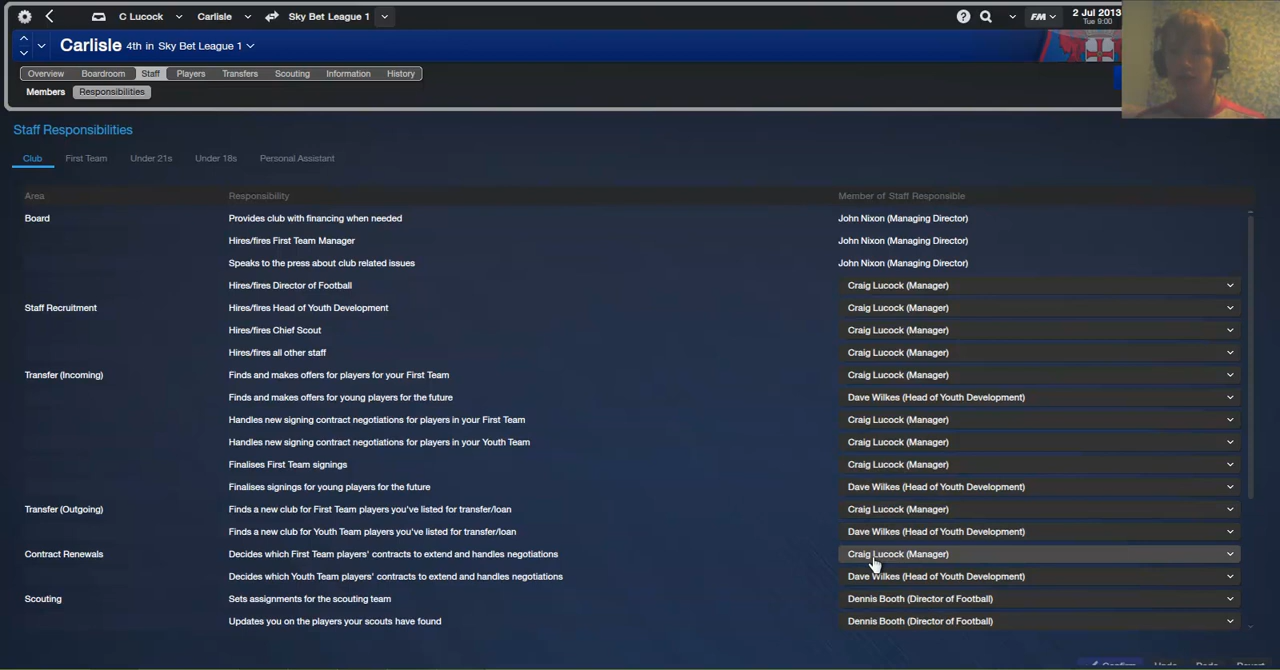 C Lucock Carlisle Sky Bet League 1 FM 2 Jul 2013
Tue 9:00
Carlisle 4th in Sky Bet League 1
Overview Boardroom Staff Players Transfers Scouting Information History
Members Responsibilities
Staff Responsibilities
Club First Team Under 21s Under 18s Personal Assistant
Area Responsibility Member of Staff Responsible
Board Provides club with financing when needed John Nixon (Managing Director)
Hires/fires First Team Manager John Nixon (Managing Director)
Speaks to the press about club related issues John Nixon (Managing Director)
Hires/fires Director of Football Craig Lucock (Manager)
Staff Recruitment Hires/fires Head of Youth Development Craig Lucock (Manager)
Hires/fires Chief Scout Craig Lucock (Manager)
Hires/fires all other staff Craig Lucock (Manager)
Transfer (Incoming) Finds and makes offers for players for your First Team Craig Lucock (Manager)
Finds and makes offers for young players for the future Dave Wilkes (Head of Youth Development)
Handles new signing contract negotiations for players in your First Team Craig Lucock (Manager)
Handles new signing contract negotiations for players in your Youth Team Craig Lucock (Manager)
Finalises First Team signings Craig Lucock (Manager)
Finalises signings for young players for the future Dave Wilkes (Head of Youth Development)
Transfer (Outgoing) Finds a new club for First Team players you've listed for transfer/loan Craig Lucock (Manager)
Finds a new club for Youth Team players you've listed for transfer/loan Dave Wilkes (Head of Youth Development)
Contract Renewals Decides which First Team players' contracts to extend and handles negotiations Craig Lucock (Manager)
Decides which Youth Team players' contracts to extend and handles negotiations Dave Wilkes (Head of Youth Development)
Scouting Sets assignments for the scouting team Dennis Booth (Director of Football)
Updates you on the players your scouts have found Dennis Booth (Director of Football)
Confirm Undo Redo Revert